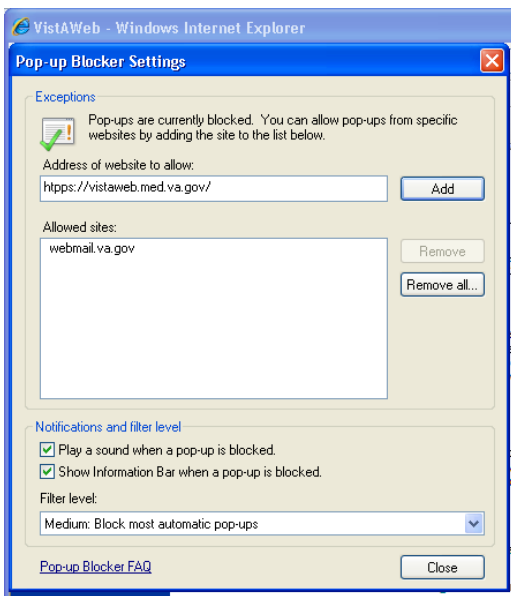 VistAWeb - Windows Internet Explorer
Pop-up Blocker Settings
Exceptions
Pop-ups are currently blocked. You can allow pop-ups from specific
websites by adding the site to the list below.
Address of website to allow:
htpps://vistaweb.med.va.gov/
Add
Allowed sites:
webmail.va.gov
Remove
Remove all...
Notifications and filter level
Play a sound when a pop-up is blocked.
Show Information Bar when a pop-up is blocked.
Filter level:
Medium: Block most automatic pop-ups
Pop-up Blocker FAQ
Close